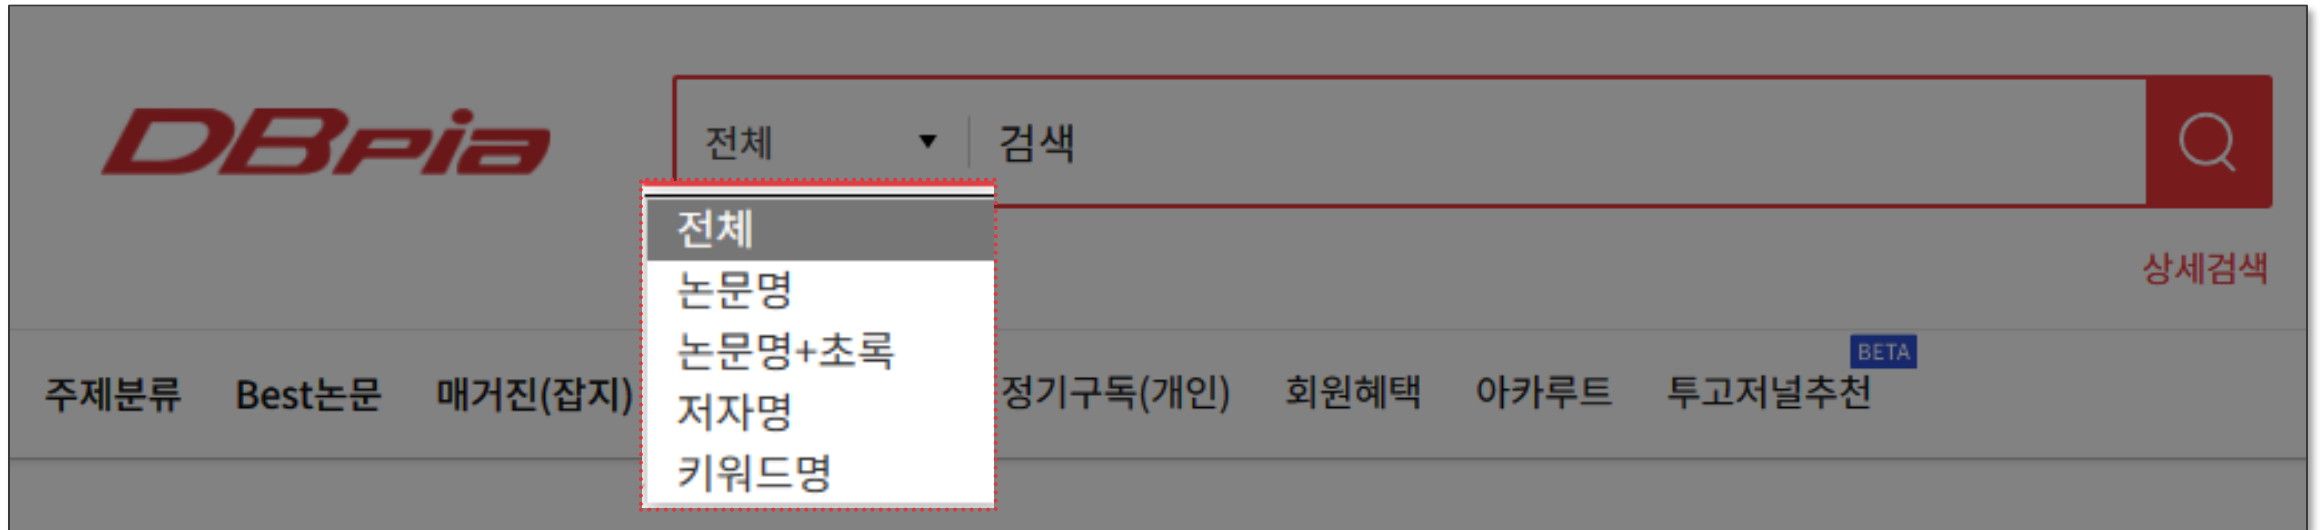 DBpia
전체 ▼ 검색
전체
논문명
논문명+초록
저자명
키워드명
상세검색
BETA
주제분류 Best논문 매거진(잡지) 정기구독(개인) 회원혜택 아카루트 투고저널추천